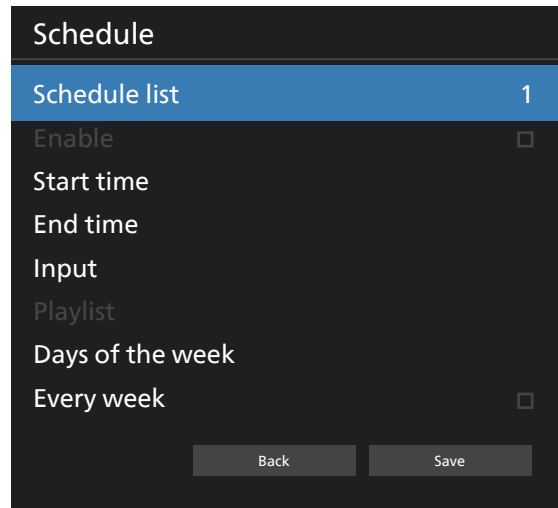 Schedule
Schedule list 1
Enable
Start time
End time
Input
Playlist
Days of the week
Every week
Back Save